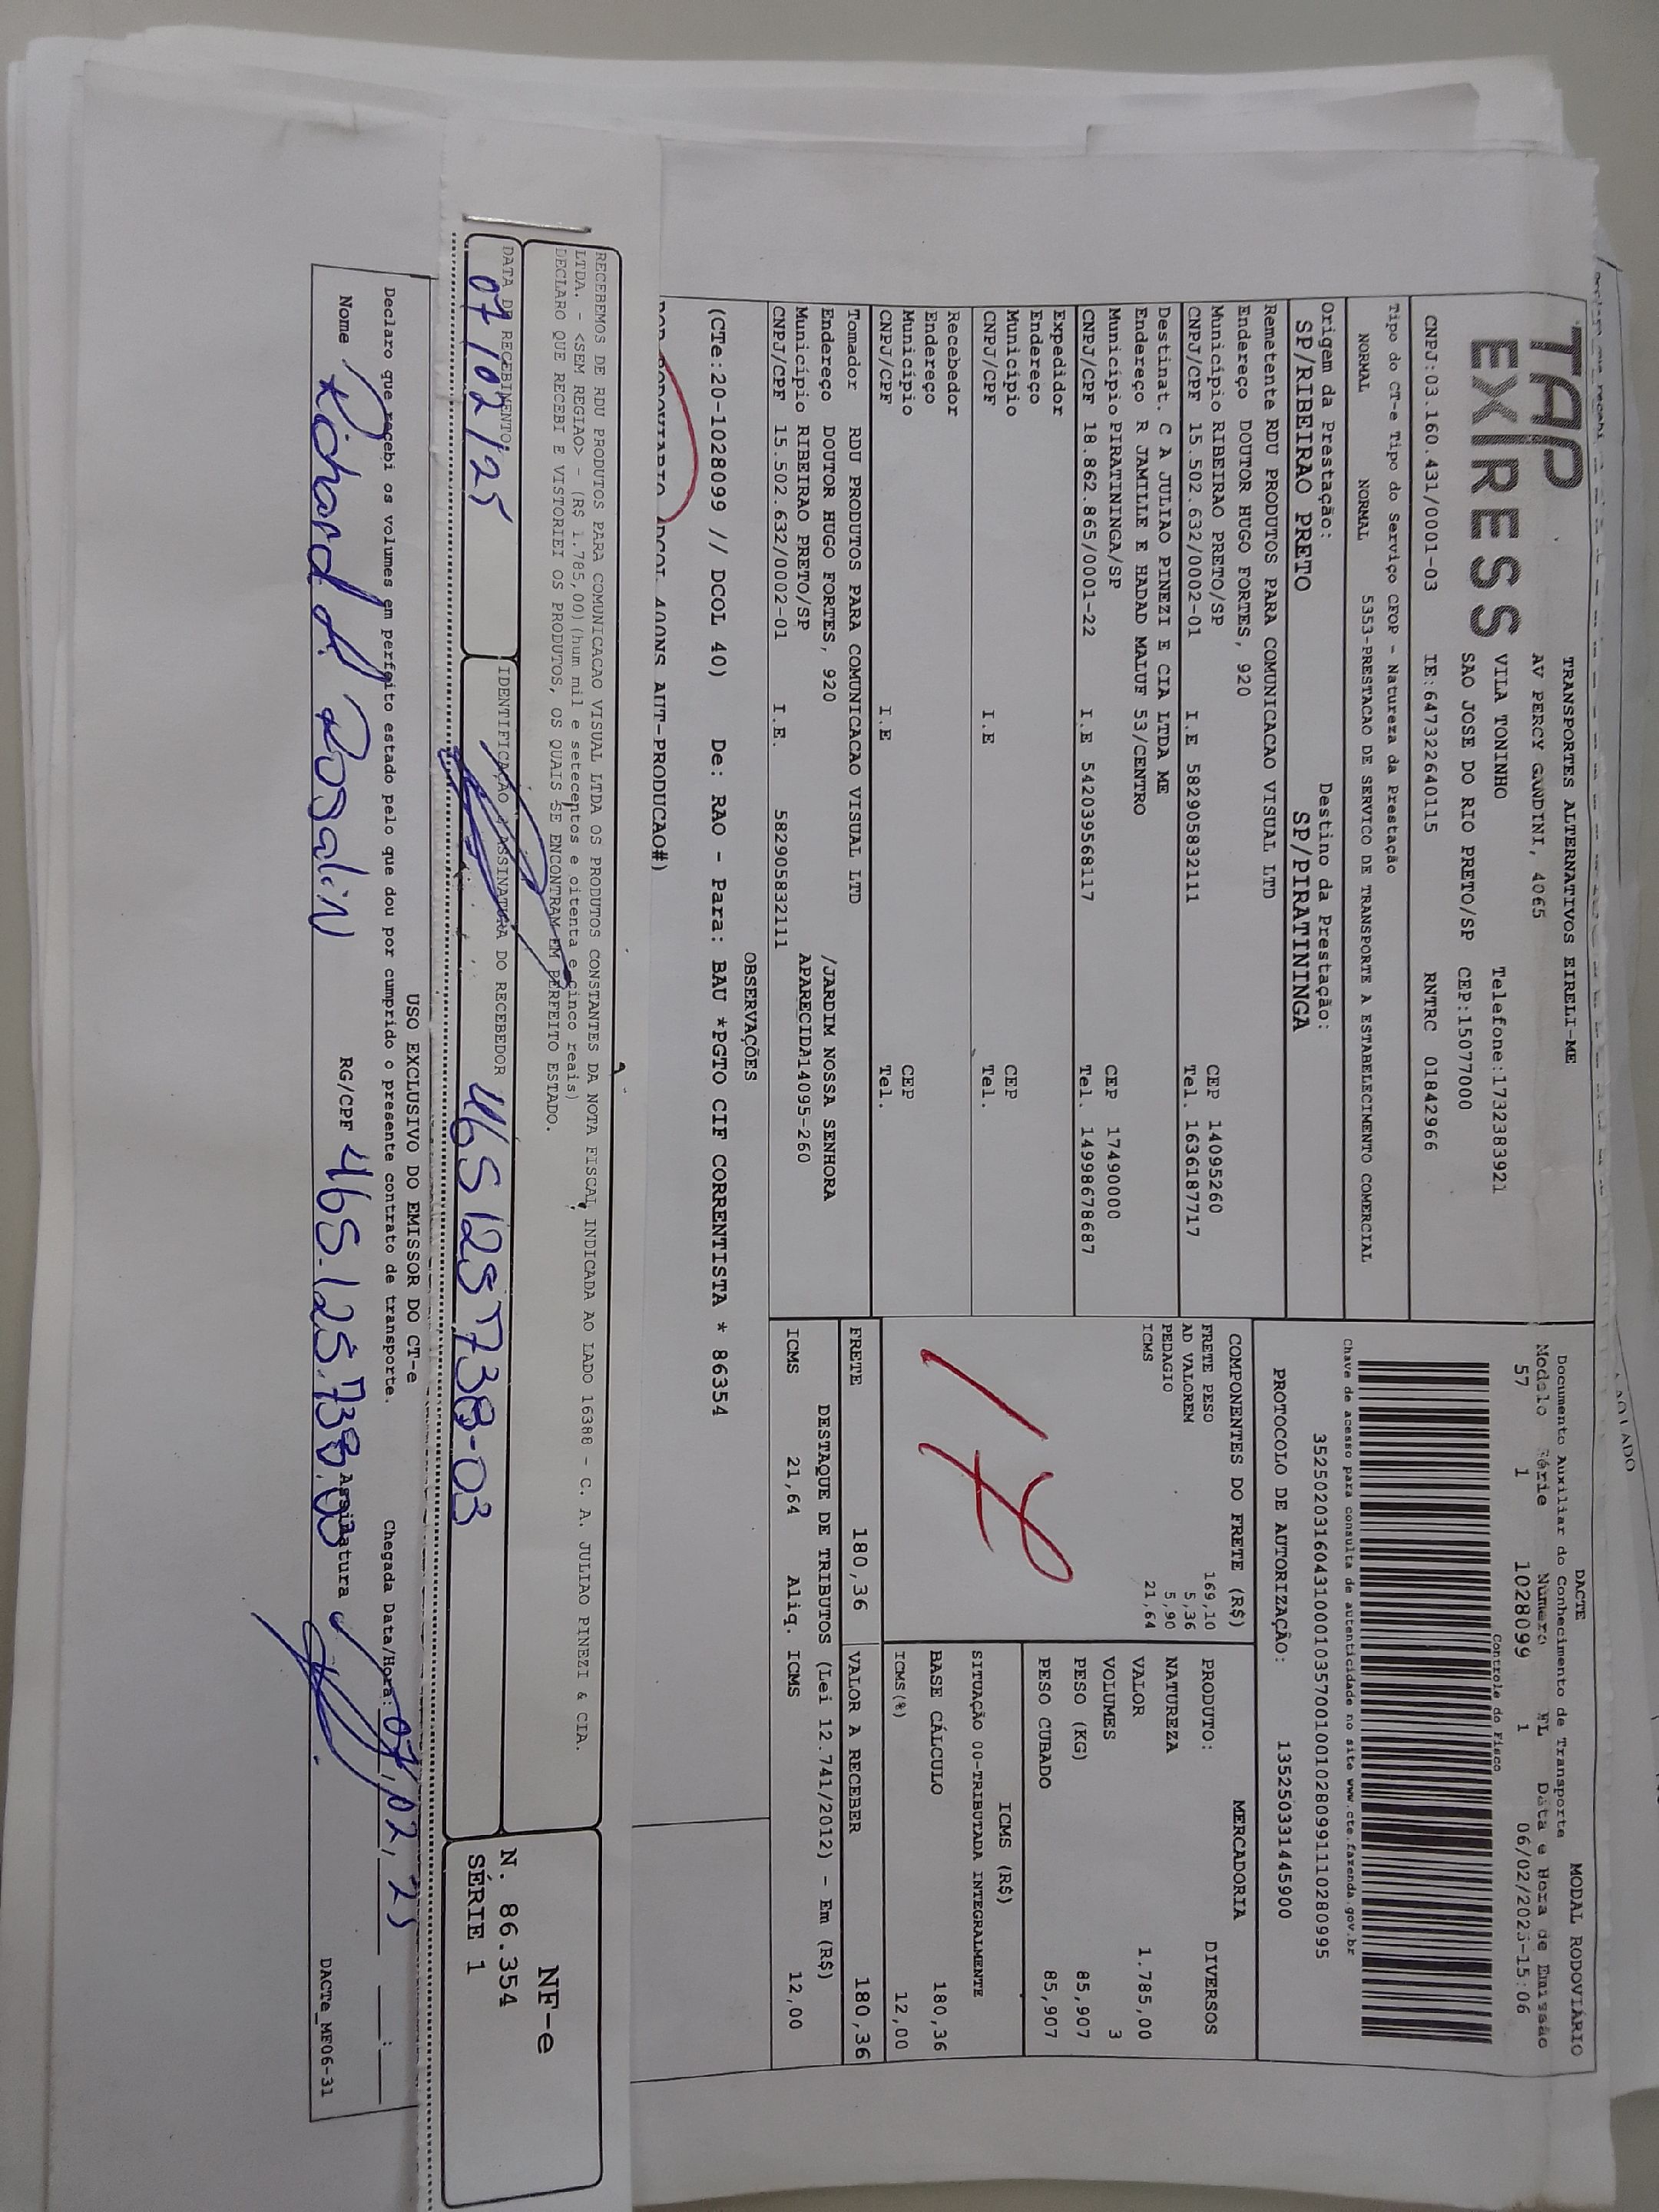 TAP
EXPRESS
TRANSPORTES ALTERNATIVOS EIRELI-ME
AV PERCY GANDINI, 4065
VILA TONINHO Telefone:1732383921
SAO JOSE DO RIO PRETO/SP CEP:15077000
CNPJ:03.160.431/0001-03 IE:647322640115 RNTRC 01842966
Tipo do CT-e Tipo do Serviço CFOP - Natureza da Prestação
NORMAL NORMAL 5353-PRESTACAO DE SERVICO DE TRANSPORTE A ESTABELECIMENTO COMERCIAL
Origem da Prestação: Destino da Prestação:
SP/RIBEIRAO PRETO SP/PIRATININGA
Remetente RDU PRODUTOS PARA COMUNICACAO VISUAL LTD
Endereço DOUTOR HUGO FORTES, 920
Município RIBEIRAO PRETO/SP CEP 14095260
CNPJ/CPF 15.502.632/0002-01 I.E 582905832111 Tel. 1636187717
Destinat. C A JULIAO PINEZI E CIA LTDA ME
Endereço R JAMILLE E HADAD MALUF 53/CENTRO
Município PIRATININGA/SP CEP 17490000
CNPJ/CPF 18.862.865/0001-22 I.E 542039568117 Tel. 14998678687
Expedidor
Endereço
Município CEP
CNPJ/CPF I.E Tel.
Recebedor
Endereço
Município CEP
CNPJ/CPF I.E Tel.
Tomador RDU PRODUTOS PARA COMUNICACAO VISUAL LTD
Endereço DOUTOR HUGO FORTES, 920 /JARDIM NOSSA SENHORA
Município RIBEIRAO PRETO/SP APARECIDA14095-260
CNPJ/CPF 15.502.632/0002-01 I.E. 582905832111
DACTE MODAL RODOVIÁRIO
Documento Auxiliar do Conhecimento de Transporte
Modelo Série Número FL Data e Hora de Emissão
57 1 1028099 1 06/02/2025-15:06
Controle do Fisco
Chave de acesso para consulta de autenticidade no site www.cte.fazenda.gov.br
35250203160431000103570010010280991110280995
PROTOCOLO DE AUTORIZAÇÃO: 135250331445900
COMPONENTES DO FRETE (R$)
FRETE PESO 169,10
AD VALOREM 5,36
PEDAGIO 5,90
ICMS 21,64
MERCADORIA
PRODUTO: DIVERSOS
NATUREZA
VALOR 1.785,00
VOLUMES 3
PESO (KG) 85,907
PESO CUBADO 85,907
ICMS (R$)
SITUAÇÃO 00-TRIBUTADA INTEGRALMENTE
BASE CÁLCULO 180,36
ICMS(%) 12,00
FRETE 180,36 VALOR A RECEBER 180,36
DESTAQUE DE TRIBUTOS (Lei 12.741/2012) - Em (R$)
ICMS 21,64 Aliq. ICMS 12,00
OBSERVAÇÕES
(CTe:20-1028099 // DCOL 40) De: RAO - Para: BAU *PGTO CIF CORRENTISTA * 86354
AUT-PRODUCAO#)
RECEBEMOS DE RDU PRODUTOS PARA COMUNICACAO VISUAL LTDA OS PRODUTOS CONSTANTES DA NOTA FISCAL INDICADA AO LADO 16388 - C. A. JULIAO PINEZI & CIA.
LTDA. - <SEM REGIAO> - (R$ 1.785,00)(hum mil e setecentos e oitenta e cinco reais)
DECLARO QUE RECEBI E VISTORIEI OS PRODUTOS, OS QUAIS SE ENCONTRAM EM PERFEITO ESTADO.
DATA DE RECEBIMENTO IDENTIFICAÇÃO E ASSINATURA DO RECEBEDOR
07/02/25 465125738-03
NF-e
N. 86.354
SÉRIE 1
USO EXCLUSIVO DO EMISSOR DO CT-e
Declaro que recebi os volumes em perfeito estado pelo que dou por cumprido o presente contrato de transporte. Chegada Data/Hora: 07,02,25 __:__
Nome Richard d. Rosalin RG/CPF 465.125.738.03 Assinatura
DACTe_MF06-31